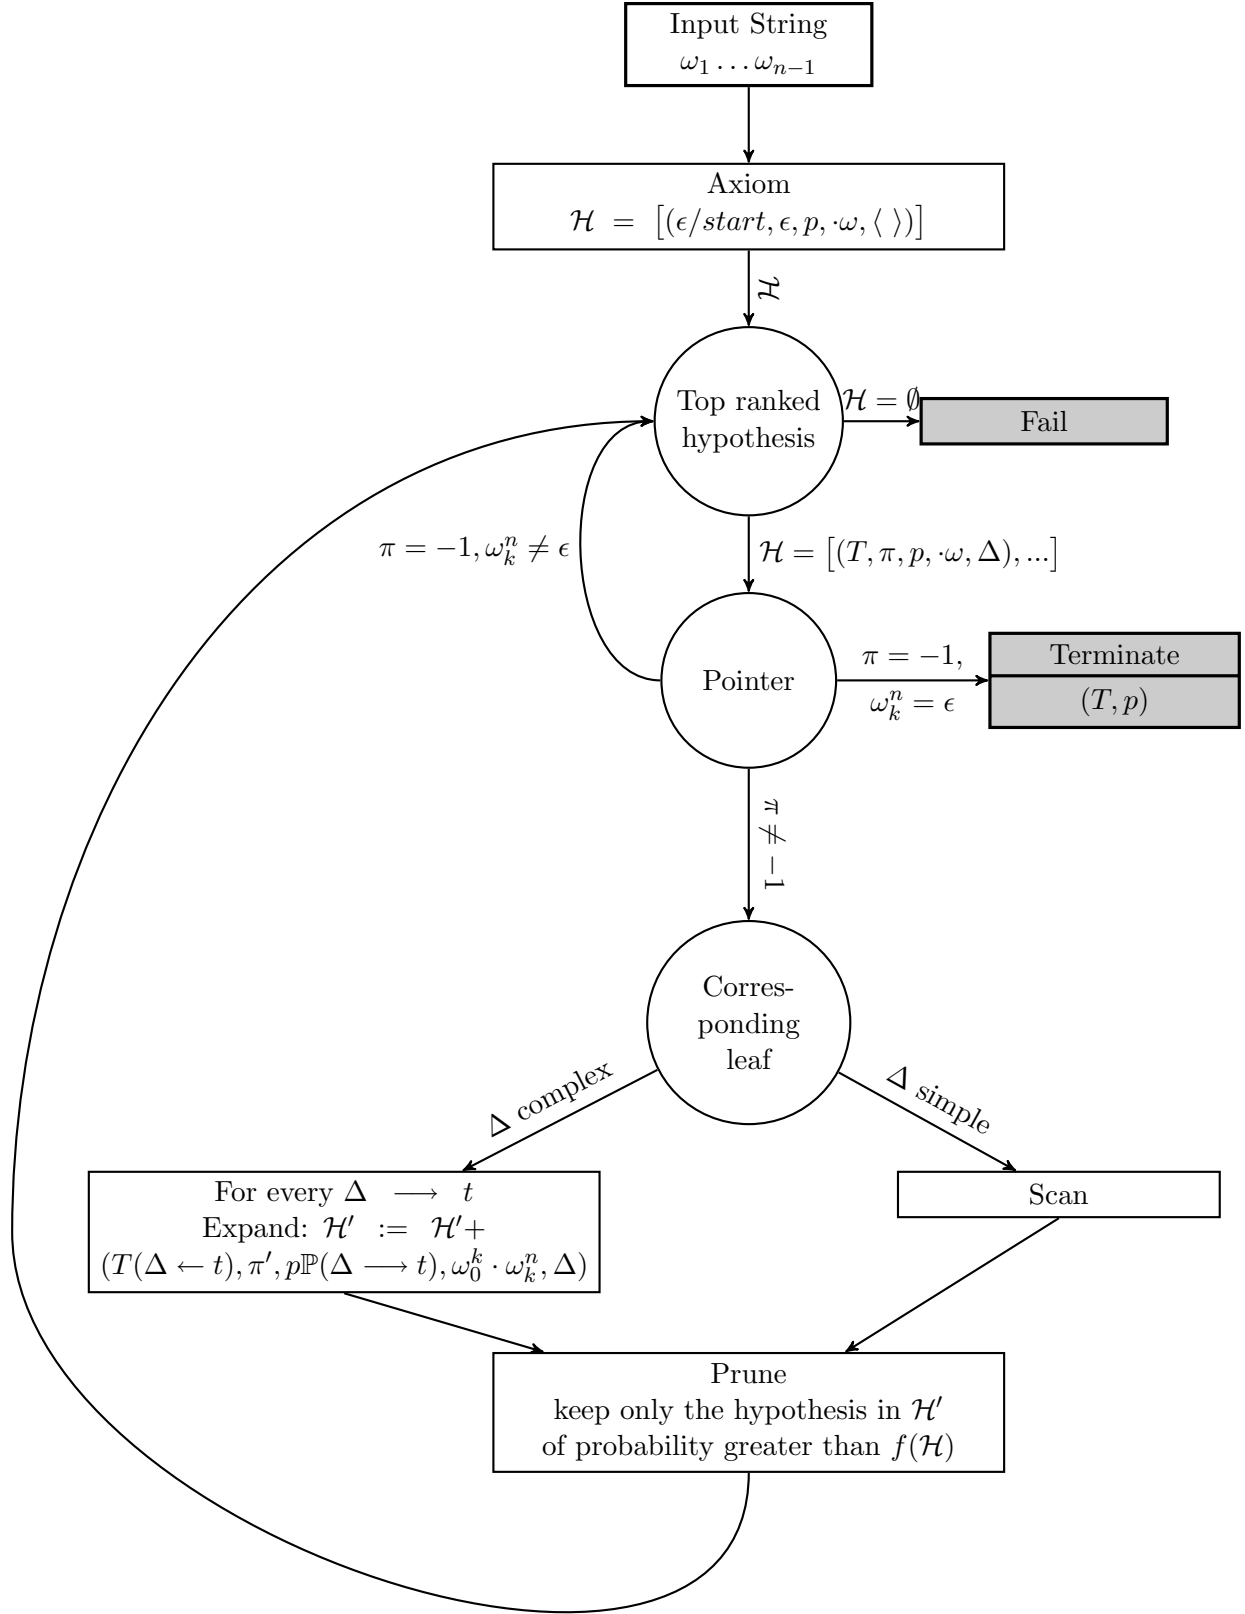 Input String
ω₁ … ωₙ₋₁
Axiom
ℋ = [(ϵ/start, ϵ, p, ·ω, ⟨ ⟩)]
ℋ
Top ranked
hypothesis
ℋ = ∅
Fail
π = −1, ωₖⁿ ≠ ϵ
ℋ = [(T, π, p, ·ω, Δ), ...]
Pointer
π = −1,
ωₖⁿ = ϵ
Terminate
(T, p)
π ≠ −1
Corres-
ponding
leaf
Δ complex
Δ simple
For every Δ ⟶ t
Expand: ℋ′ := ℋ′+
(T(Δ ← t), π′, pℙ(Δ ⟶ t), ω₀ᵏ · ωₖⁿ, Δ)
Scan
Prune
keep only the hypothesis in ℋ′
of probability greater than f(ℋ)